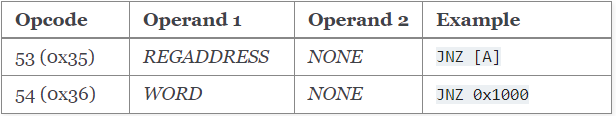 Opcode Operand 1 Operand 2 Example
53 (0x35) REGADDRESS NONE JNZ [A]
54 (0x36) WORD NONE JNZ 0x1000